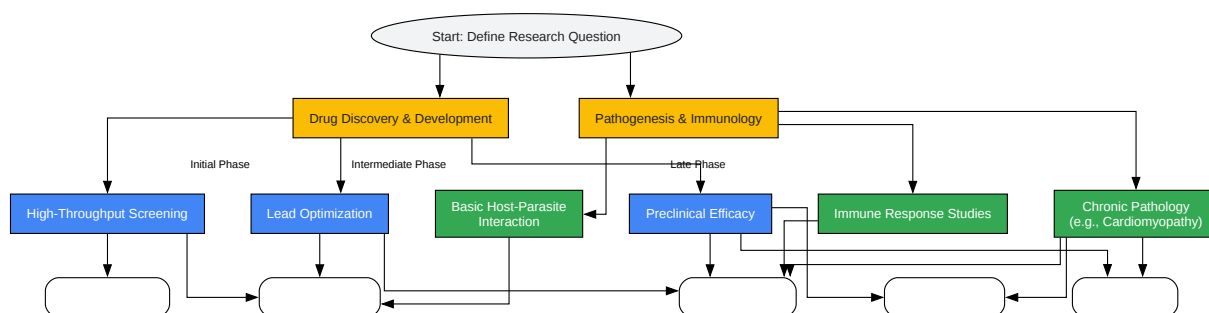 Start: Define Research Question
Drug Discovery & Development
Pathogenesis & Immunology
Initial Phase
Intermediate Phase
Late Phase
High-Throughput Screening
Lead Optimization
Basic Host-Parasite
Interaction
Preclinical Efficacy
Immune Response Studies
Chronic Pathology
(e.g., Cardiomyopathy)